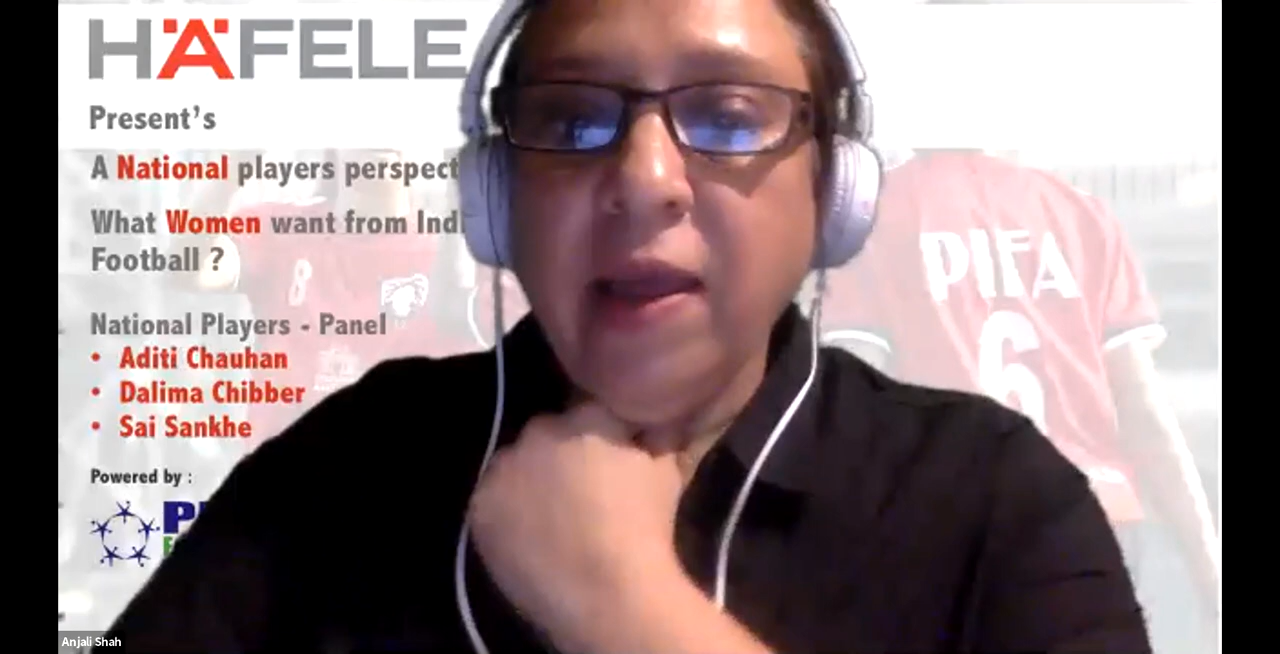 HÄFELE
Present's
A National players perspect
What Women want from Ind
Football ?
National Players - Panel
• Aditi Chauhan
• Dalima Chibber
• Sai Sankhe
Powered by :
8
PIFA
6
Anjali Shah